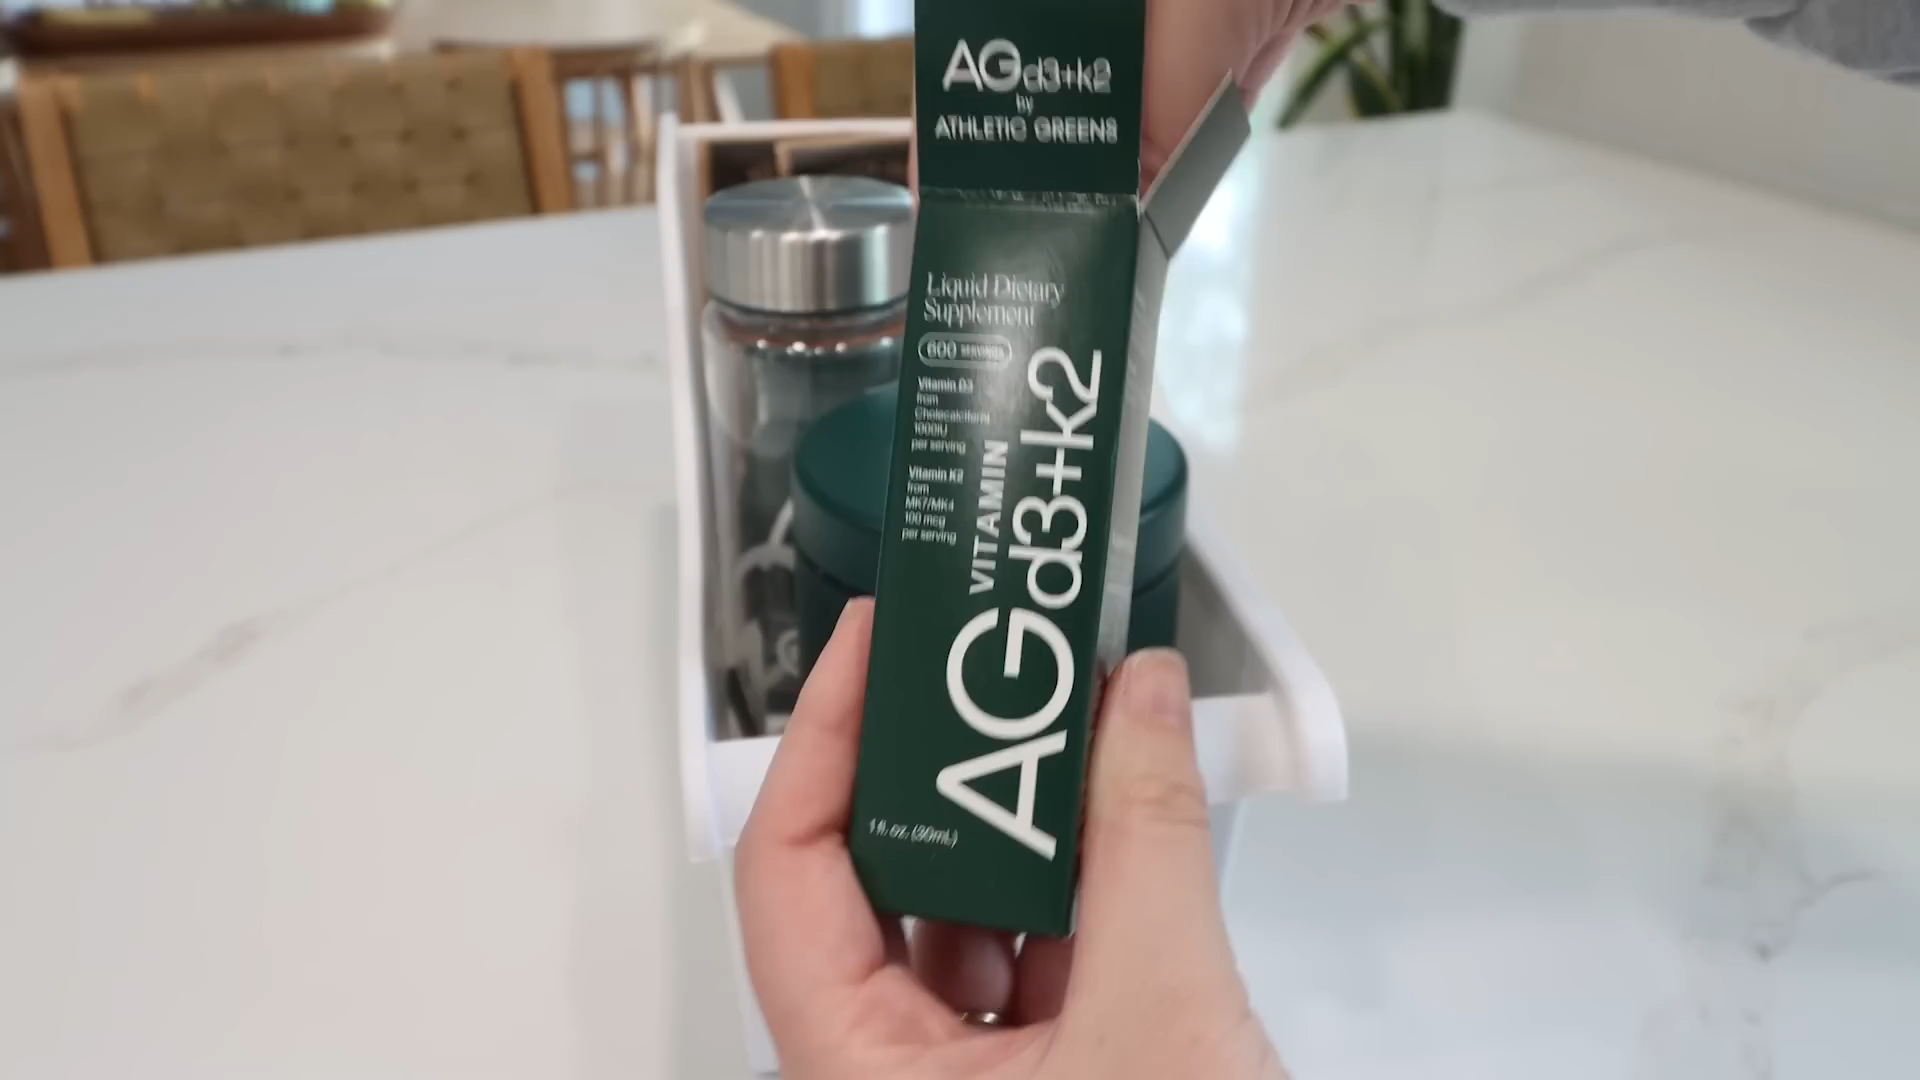 AGd3+k2
by
ATHLETIC GREENS
Liquid Dietary
Supplement
600 SERVINGS
Vitamin D3
from
Cholecalciferol
1000IU
per serving
Vitamin K2
from
MK7/MK4
100 mcg
per serving
VITAMIN
AGd3+k2
1 fl. oz. (30mL)